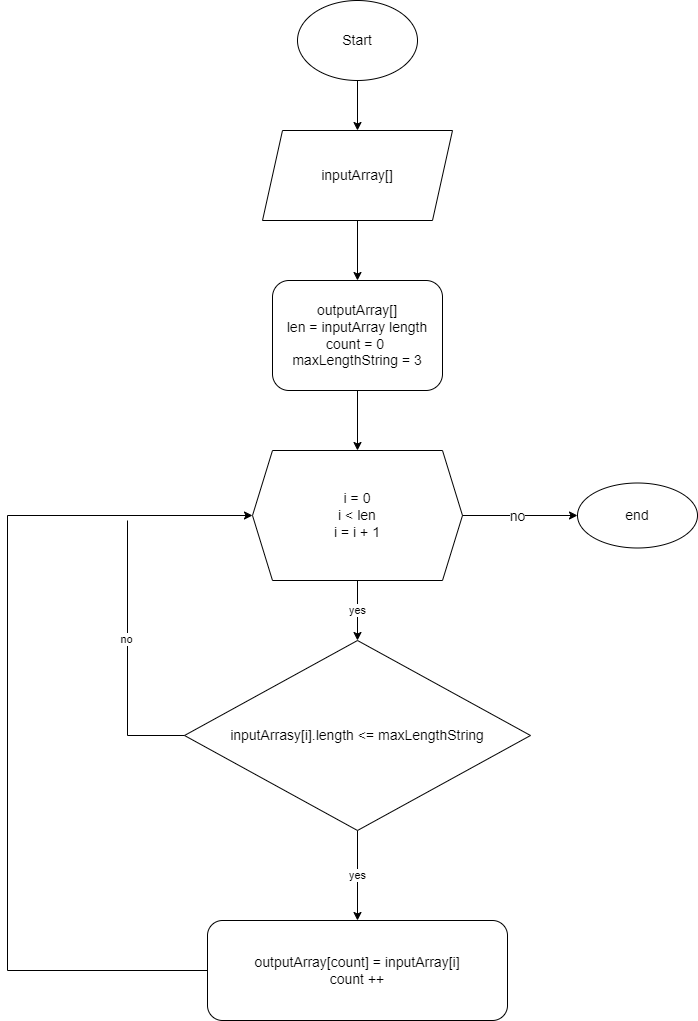 Start
inputArray[]
outputArray[]
len = inputArray length
count = 0
maxLengthString = 3
i = 0
i < len
i = i + 1
no
end
yes
no
inputArrasy[i].length <= maxLengthString
yes
outputArray[count] = inputArray[i]
count ++